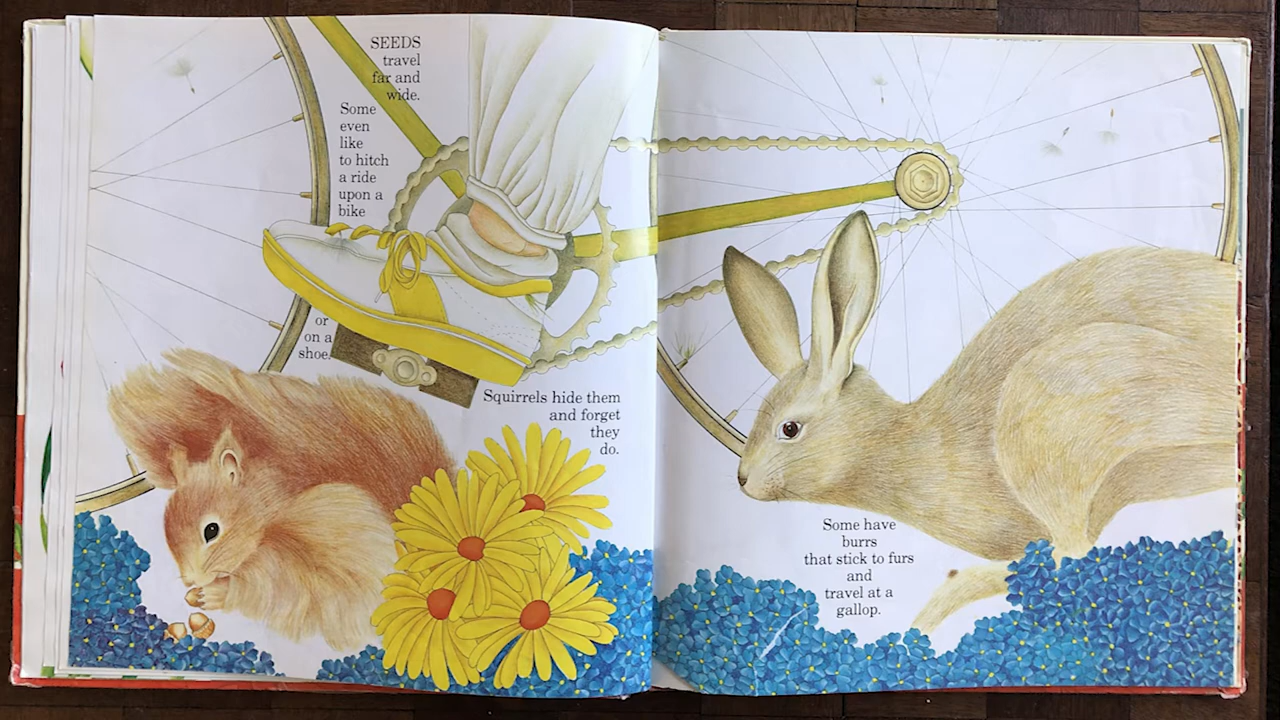 SEEDS
travel
far and
wide.
Some
even
like
to hitch
a ride
upon a
bike
or
on a
shoe.
Squirrels hide them
and forget
they
do.
Some have
burrs
that stick to furs
and
travel at a
gallop.